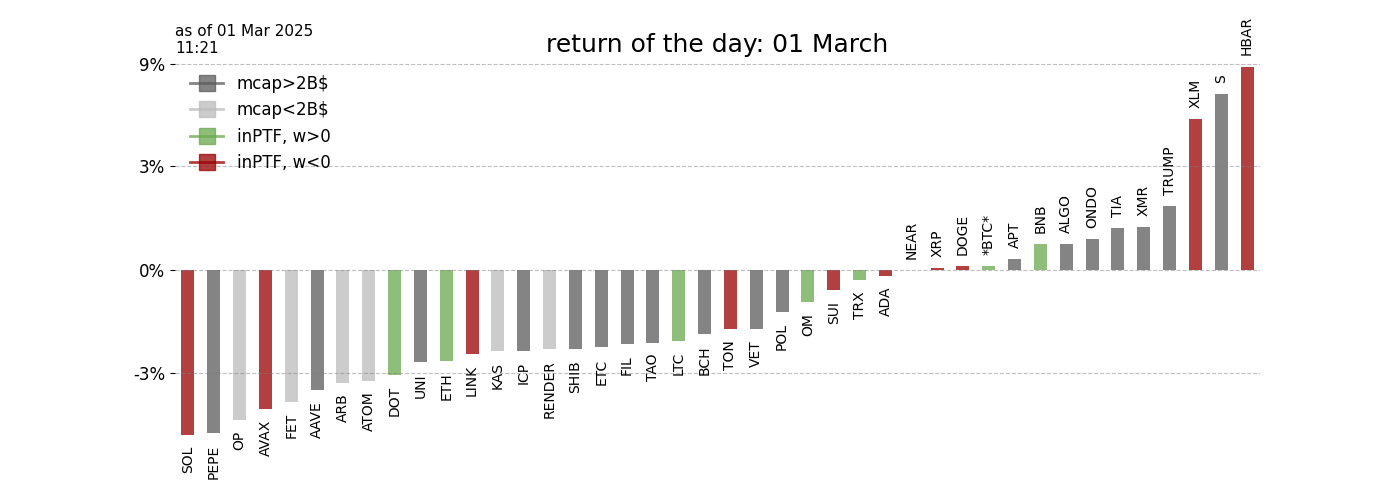 as of 01 Mar 2025
11:21
return of the day: 01 March
9%
3%
0%
-3%
mcap>2B$
mcap<2B$
inPTF, w>0
inPTF, w<0
SOL
PEPE
OP
AVAX
FET
AAVE
ARB
ATOM
DOT
UNI
ETH
LINK
KAS
ICP
RENDER
SHIB
ETC
FIL
TAO
LTC
BCH
TON
VET
POL
OM
SUI
TRX
ADA
NEAR
XRP
DOGE
*BTC*
APT
BNB
ALGO
ONDO
TIA
XMR
TRUMP
XLM
S
HBAR